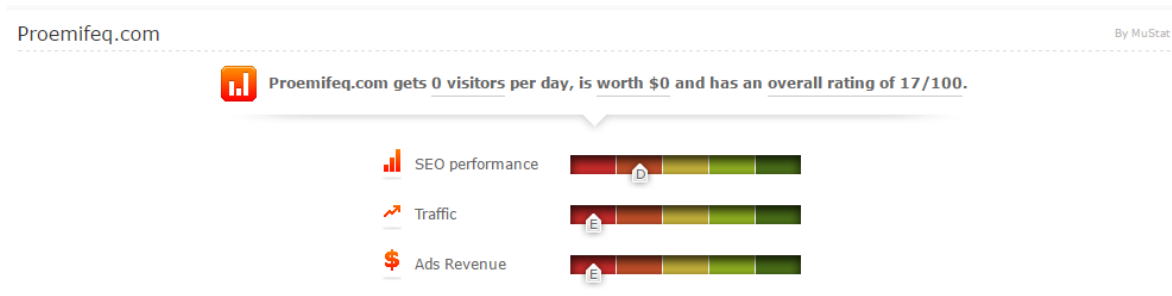 Proemifeq.com
By MuStat
Proemifeq.com gets 0 visitors per day, is worth $0 and has an overall rating of 17/100.
SEO performance
D
Traffic
E
Ads Revenue
E